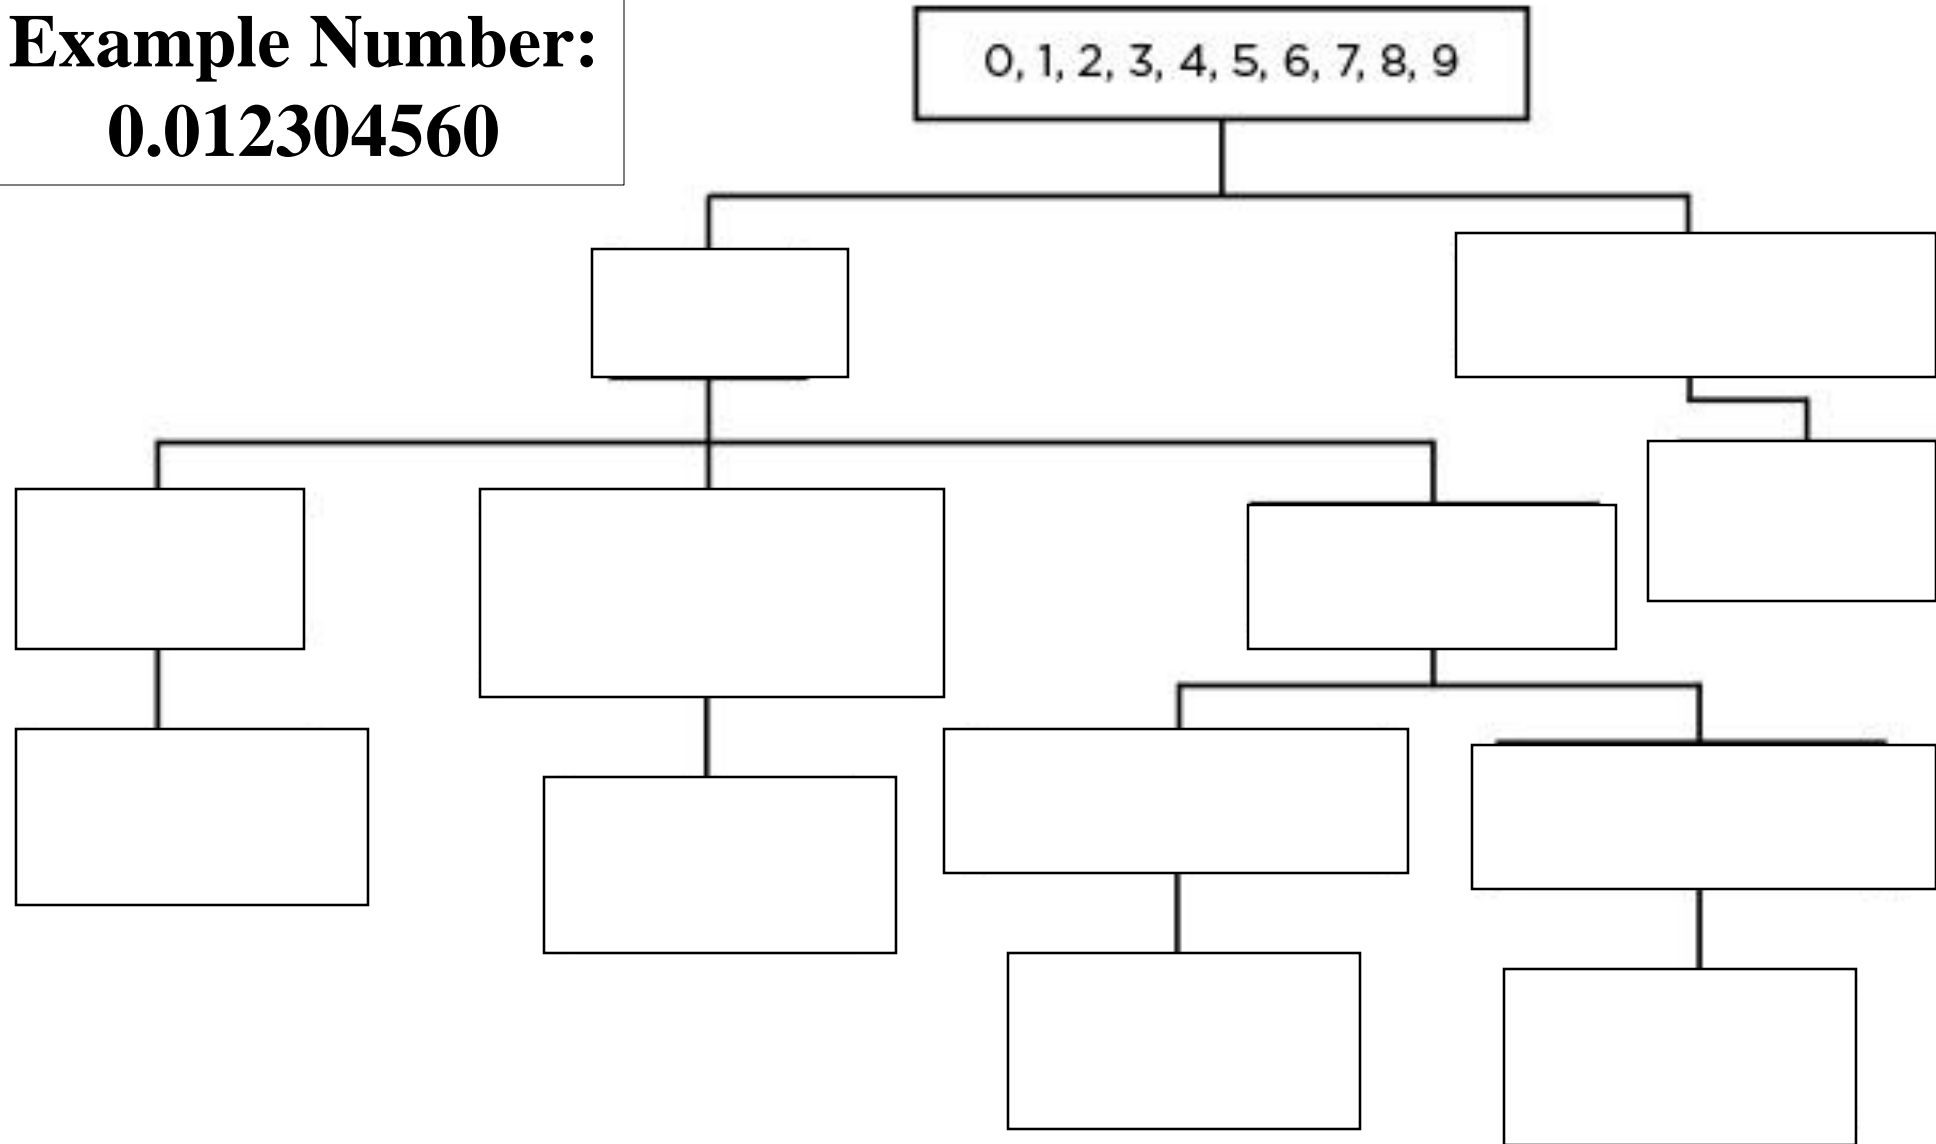 Example Number:
0.012304560
0, 1, 2, 3, 4, 5, 6, 7, 8, 9